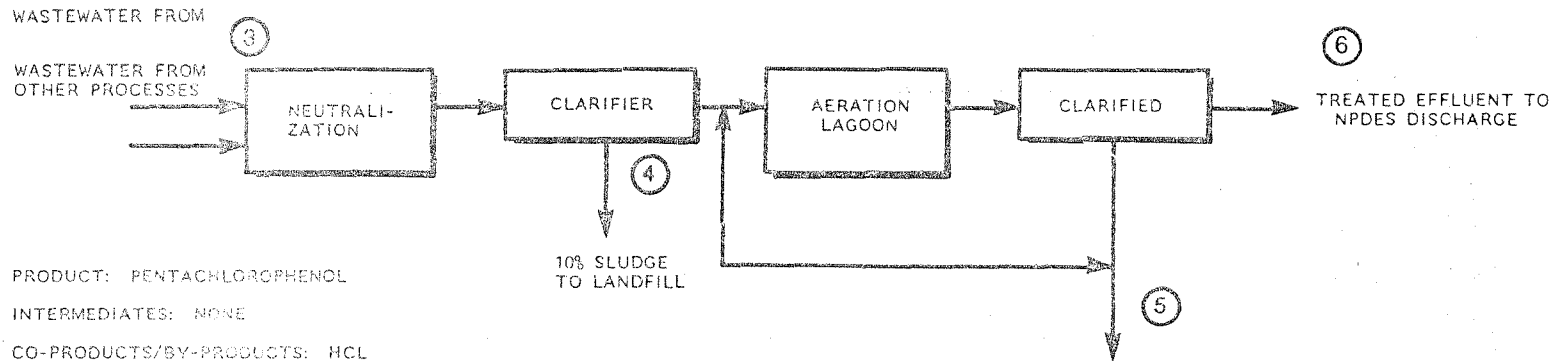 WASTEWATER FROM
3
6
WASTEWATER FROM
OTHER PROCESSES
NEUTRALI-
ZATION
CLARIFIER
AERATION
LAGOON
CLARIFIED
TREATED EFFLUENT TO
NPDES DISCHARGE
4
10% SLUDGE
TO LANDFILL
5
PRODUCT: PENTACHLOROPHENOL
INTERMEDIATES: NONE
CO-PRODUCTS/BY-PRODUCTS: HCL